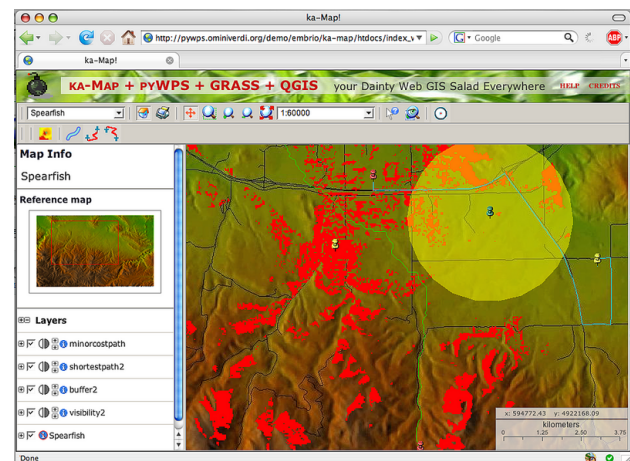 ka-Map!
http://pywps.ominiverdi.org/demo/embrio/ka-map/htdocs/index_v
Google
ABP
ka-Map!
KA-MAP + PYWPS + GRASS + QGIS your Dainty Web GIS Salad Everywhere HELP CREDITS
Spearfish
1:60000
Map Info
Spearfish
Reference map
Layers
minorcostpath
shortestpath2
buffer2
visibility2
Spearfish
x: 594772.43 y: 4922168.09
kilometers
0 1.25 2.50 3.75
Done